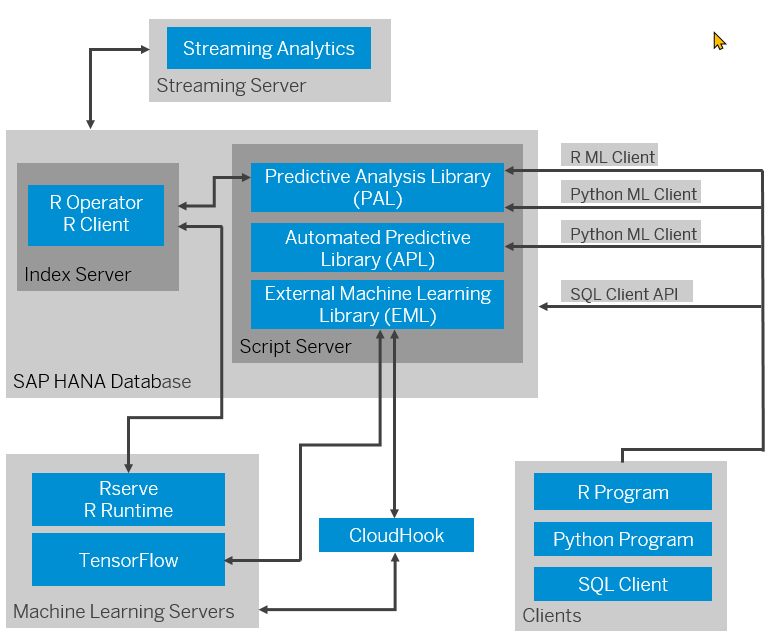 Streaming Analytics
Streaming Server
R ML Client
Predictive Analysis Library
(PAL)
Python ML Client
R Operator
R Client
Automated Predictive
Library (APL)
Python ML Client
Index Server
External Machine Learning
Library (EML)
SQL Client API
Script Server
SAP HANA Database
Rserve
R Runtime
R Program
CloudHook
Python Program
TensorFlow
SQL Client
Machine Learning Servers
Clients